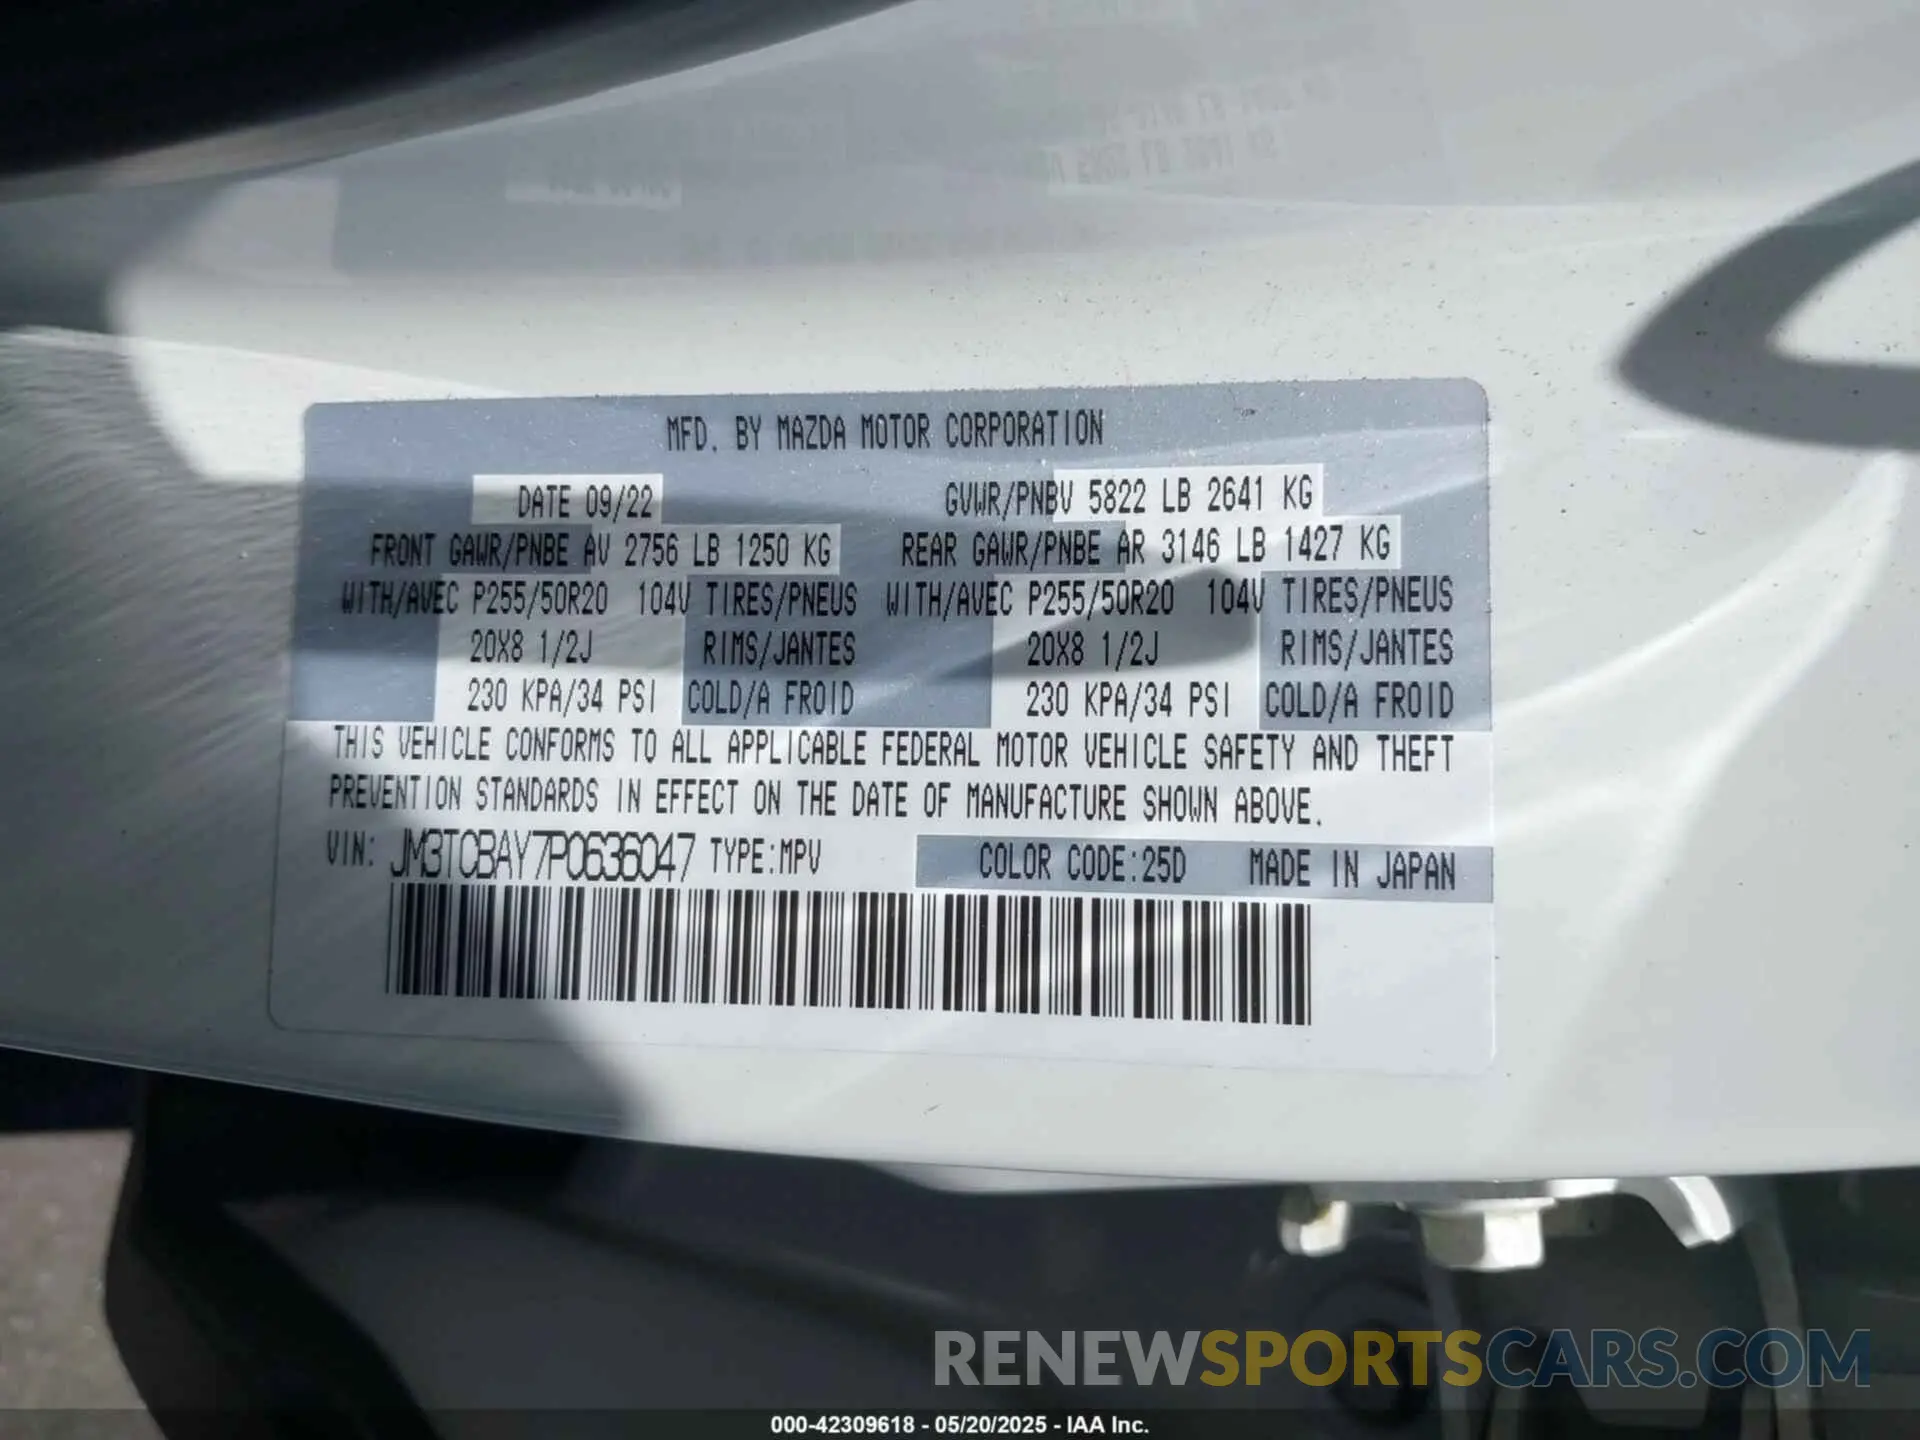 MFD. BY MAZDA MOTOR CORPORATION
DATE 09/22 GVWR/PNBV 5822 LB 2641 KG
FRONT GAWR/PNBE AV 2756 LB 1250 KG REAR GAWR/PNBE AR 3146 LB 1427 KG
WITH/AVEC P255/50R20 104V TIRES/PNEUS WITH/AVEC P255/50R20 104V TIRES/PNEUS
20X8 1/2J RIMS/JANTES 20X8 1/2J RIMS/JANTES
230 KPA/34 PSI COLD/A FROID 230 KPA/34 PSI COLD/A FROID
THIS VEHICLE CONFORMS TO ALL APPLICABLE FEDERAL MOTOR VEHICLE SAFETY AND THEFT
PREVENTION STANDARDS IN EFFECT ON THE DATE OF MANUFACTURE SHOWN ABOVE.
VIN: JM3TCBAY7P0636047 TYPE:MPV COLOR CODE:25D MADE IN JAPAN
RENEWSPORTSCARS.COM
000-42309618 - 05/20/2025 - IAA Inc.